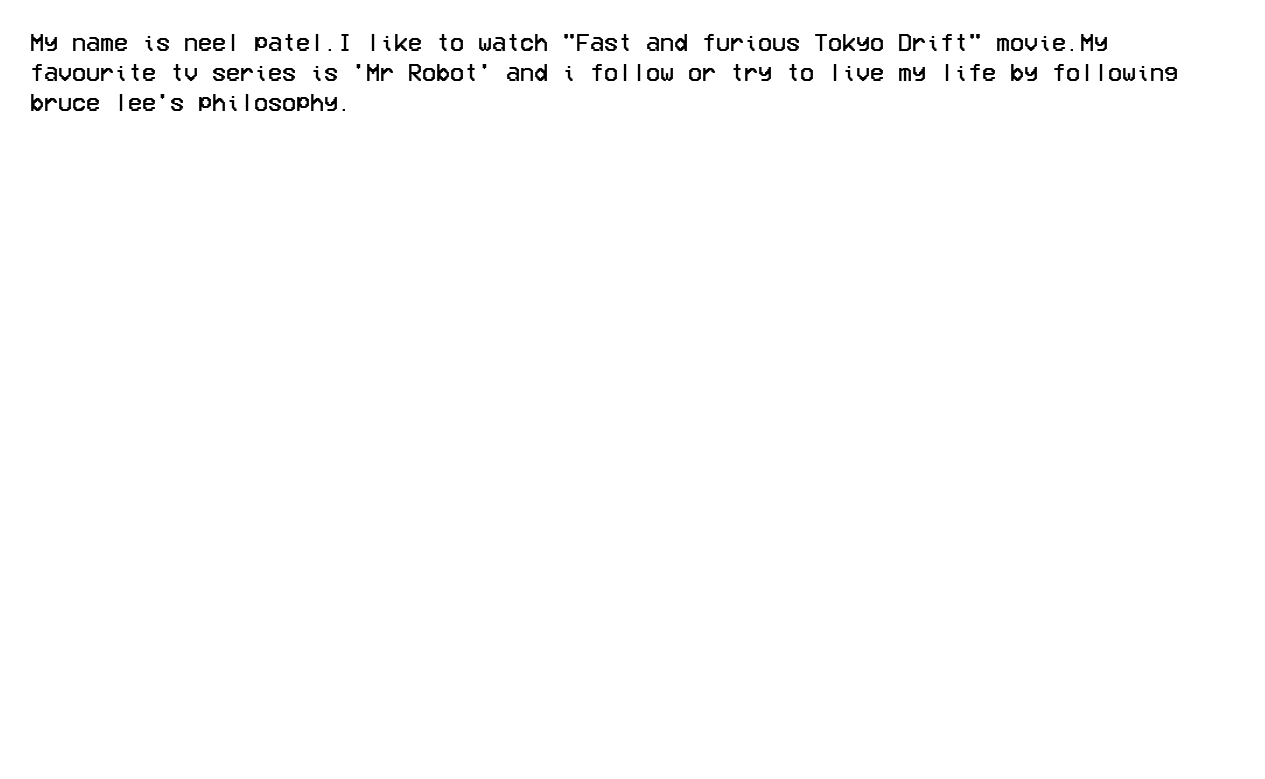 My name is neel patel.I like to watch "Fast and furious Tokyo Drift" movie.My
favourite tv series is 'Mr Robot' and i follow or try to live my life by following
bruce lee's philosophy.